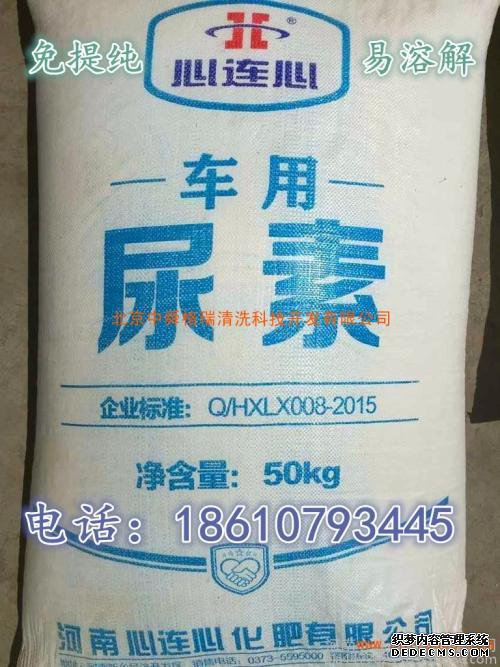 免提纯 易溶解
心连心
车用
尿素
北京中舜格瑞清洗科技开发有限公司
企业标准： Q/HXLX008-2015
净含量：50kg
电话：18610793445
河南心连心化肥有限公司
0373-5595000
织梦内容管理系统
DEDECMS.COM